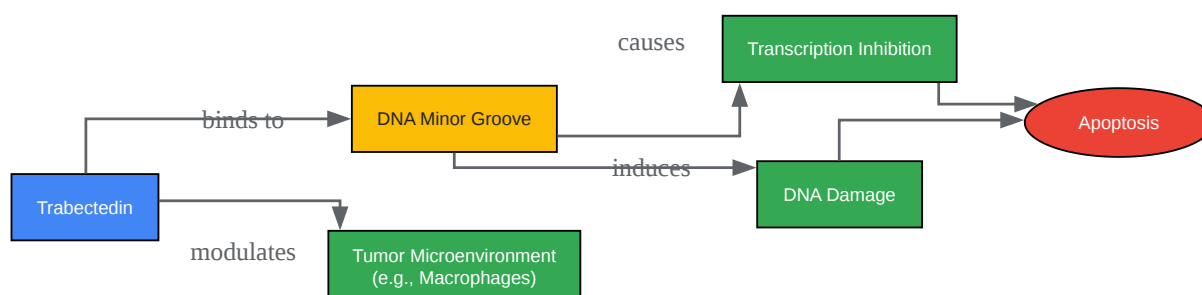 causes
Transcription Inhibition
binds to
DNA Minor Groove
Apoptosis
induces
Trabectedin
DNA Damage
modulates
Tumor Microenvironment
(e.g., Macrophages)